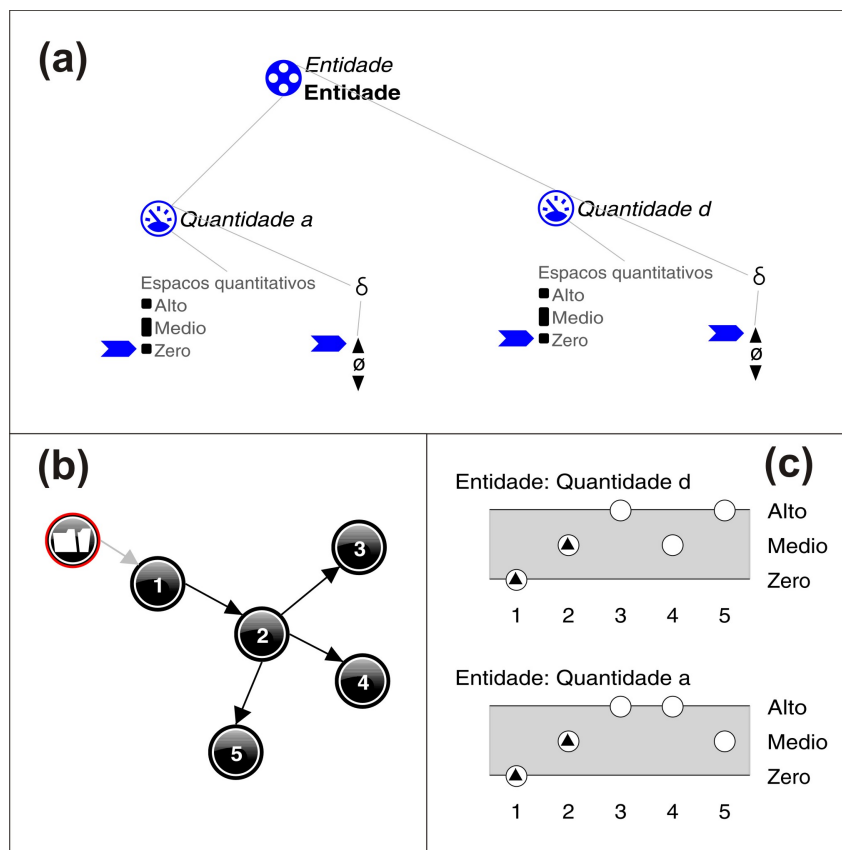 (a)
Entidade
Entidade
Quantidade a
Quantidade d
Espacos quantitativos
δ
Alto
Medio
Zero
ø
Espacos quantitativos
δ
Alto
Medio
Zero
ø
(b)
1
2
3
4
5
(c)
Entidade: Quantidade d
Alto
Medio
Zero
1 2 3 4 5
Entidade: Quantidade a
Alto
Medio
Zero
1 2 3 4 5